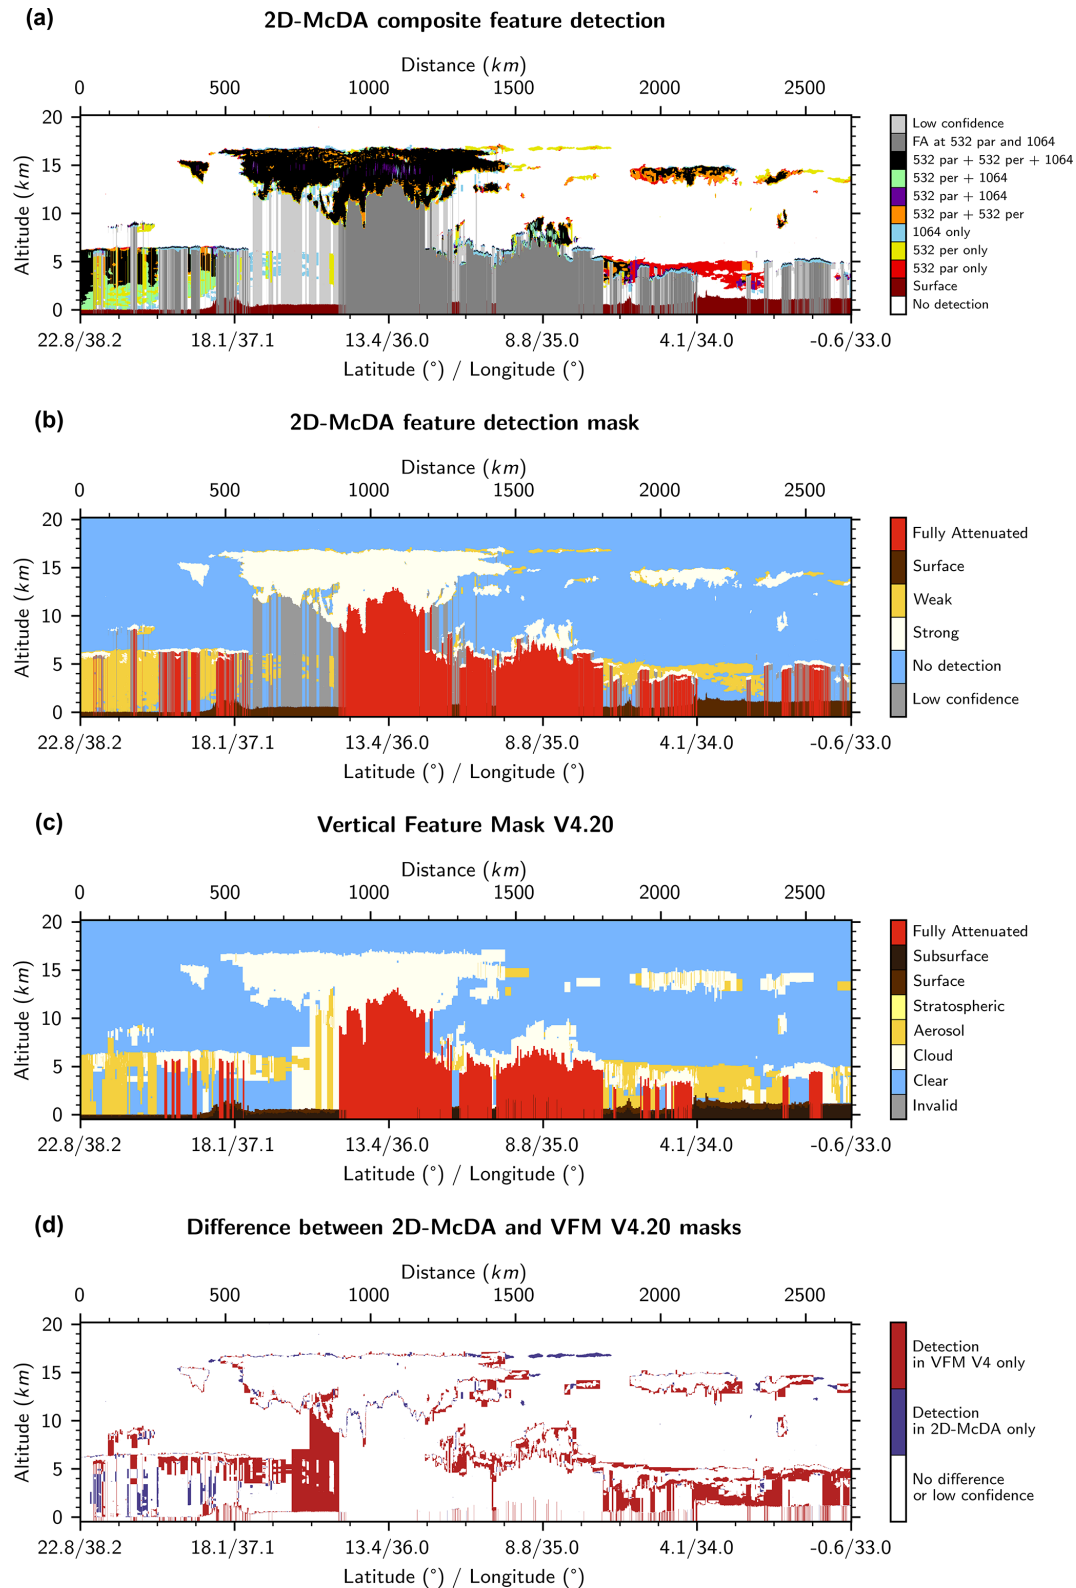 (a)
2D-McDA composite feature detection
Distance (km)
0 500 1000 1500 2000 2500
Altitude (km)
20
15
10
5
0
22.8/38.2 18.1/37.1 13.4/36.0 8.8/35.0 4.1/34.0 -0.6/33.0
Latitude (°) / Longitude (°)
Low confidence
FA at 532 par and 1064
532 par + 532 per + 1064
532 per + 1064
532 par + 1064
532 par + 532 per
1064 only
532 per only
532 par only
Surface
No detection
(b)
2D-McDA feature detection mask
Distance (km)
0 500 1000 1500 2000 2500
Altitude (km)
20
15
10
5
0
22.8/38.2 18.1/37.1 13.4/36.0 8.8/35.0 4.1/34.0 -0.6/33.0
Latitude (°) / Longitude (°)
Fully Attenuated
Surface
Weak
Strong
No detection
Low confidence
(c)
Vertical Feature Mask V4.20
Distance (km)
0 500 1000 1500 2000 2500
Altitude (km)
20
15
10
5
0
22.8/38.2 18.1/37.1 13.4/36.0 8.8/35.0 4.1/34.0 -0.6/33.0
Latitude (°) / Longitude (°)
Fully Attenuated
Subsurface
Surface
Stratospheric
Aerosol
Cloud
Clear
Invalid
(d)
Difference between 2D-McDA and VFM V4.20 masks
Distance (km)
0 500 1000 1500 2000 2500
Altitude (km)
20
15
10
5
0
22.8/38.2 18.1/37.1 13.4/36.0 8.8/35.0 4.1/34.0 -0.6/33.0
Latitude (°) / Longitude (°)
Detection
in VFM V4 only
Detection
in 2D-McDA only
No difference
or low confidence